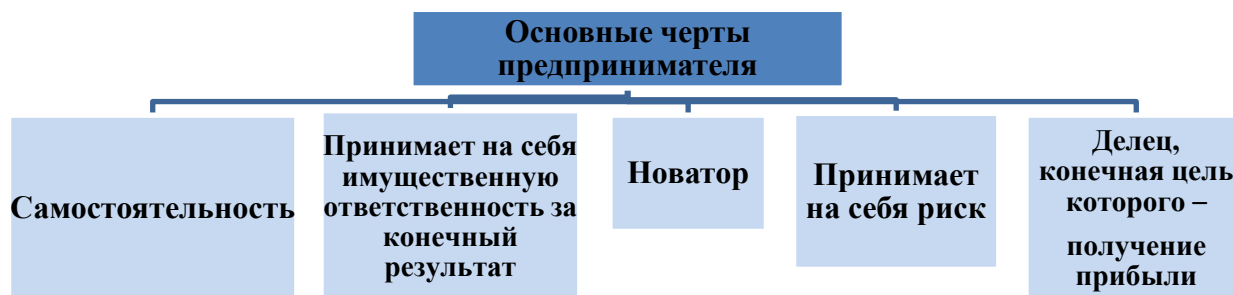 Основные черты
предпринимателя
Самостоятельность
Принимает на себя
имущественную
ответственность за
конечный
результат
Новатор
Принимает
на себя риск
Делец,
конечная цель
которого –
получение
прибыли